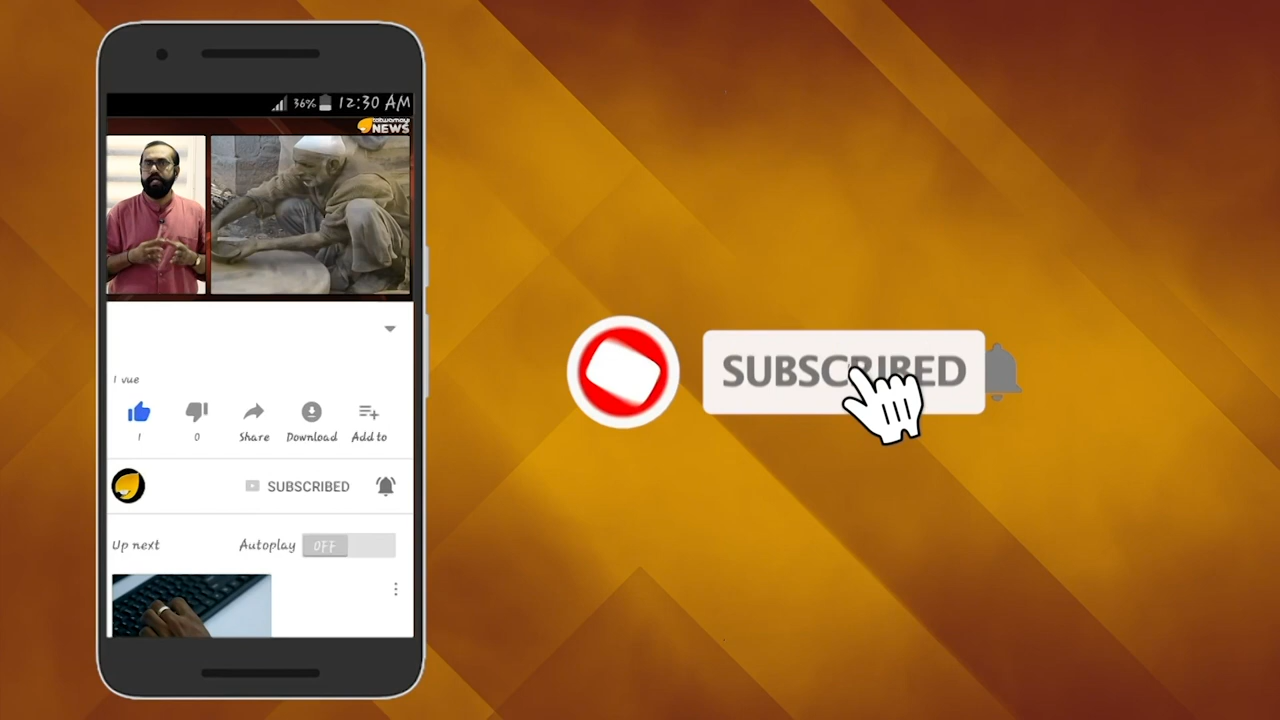 36% 12:30 AM
tatwamayi
NEWS
1 vue
1
0
Share
Download
Add to
SUBSCRIBED
Up next
Autoplay
OFF
SUBSCRIBED